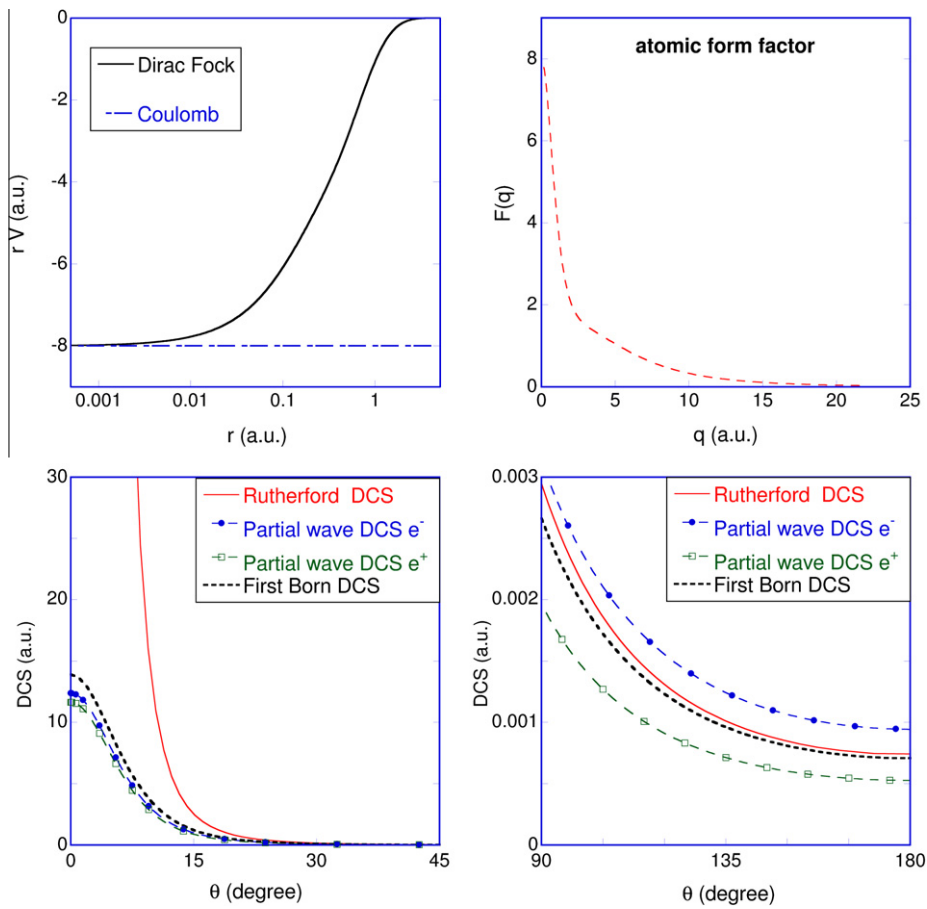 0
-2
-4
-6
-8
r V (a.u.)
Dirac Fock
Coulomb
0.001
0.01
0.1
1
r (a.u.)
atomic form factor
8
6
4
2
0
F(q)
0
5
10
15
20
25
q (a.u.)
30
20
10
0
DCS (a.u.)
Rutherford DCS
Partial wave DCS e-
Partial wave DCS e+
First Born DCS
0
15
30
45
θ (degree)
0.003
0.002
0.001
0
DCS (a.u.)
Rutherford DCS
Partial wave DCS e-
Partial wave DCS e+
First Born DCS
90
135
180
θ (degree)